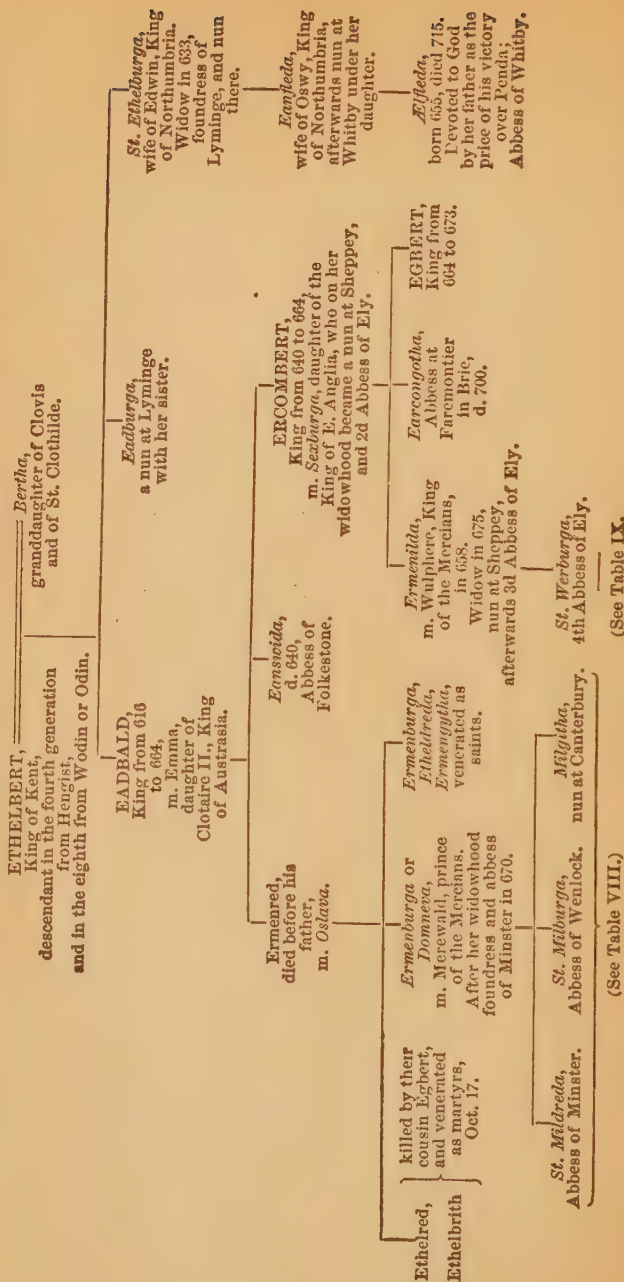 ETHELBERT,
King of Kent,
descendant in the fourth generation
from Hengist,
and in the eighth from Wodin or Odin.
Bertha,
granddaughter of Clovis
and of St. Clothilde.
EADBALD,
King from 616
to 664,
m. Emma,
daughter of
Clotaire II., King
of Austrasia.
Eadburga,
a nun at Lyminge
with her sister.
St. Ethelburga,
wife of Edwin, King
of Northumbria.
Widow in 633,
foundress of
Lyminge, and nun
there.
Ermenred,
died before his
father,
m. Oslava.
Eanswida,
d. 640,
Abbess of
Folkestone.
ERCOMBERT,
King from 640 to 664,
m. Sexburga, daughter of the
King of E. Anglia, who on her
widowhood became a nun at Sheppey,
and 2d Abbess of Ely.
Eanfleda,
wife of Oswy, King
of Northumbria,
afterwards nun at
Whitby under her
daughter.
Ethelred,
Ethelbrith
killed by their
cousin Egbert,
and venerated
as martyrs,
Oct. 17.
Ermenburga or
Domneva,
m. Merewald, prince
of the Mercians.
After her widowhood
foundress and abbess
of Minster in 670.
Ermenburga,
Etheldreda,
Ermengytha,
venerated as
saints.
Ermenilda,
m. Wulphere, King
of the Mercians,
in 658.
Widow in 675,
nun at Sheppey,
afterwards 3d Abbess of Ely.
Earcongotha,
Abbess at
Faremontier
in Brie,
d. 700.
EGBERT,
King from
664 to 673.
Ælfleda,
born 655, died 715.
Devoted to God
by her father as the
price of his victory
over Penda;
Abbess of Whitby.
St. Mildreda,
Abbess of Minster.
St. Milburga,
Abbess of Wenlock.
Milgitha,
nun at Canterbury.
St. Werburga,
4th Abbess of Ely.
(See Table VIII.)
(See Table IX.)